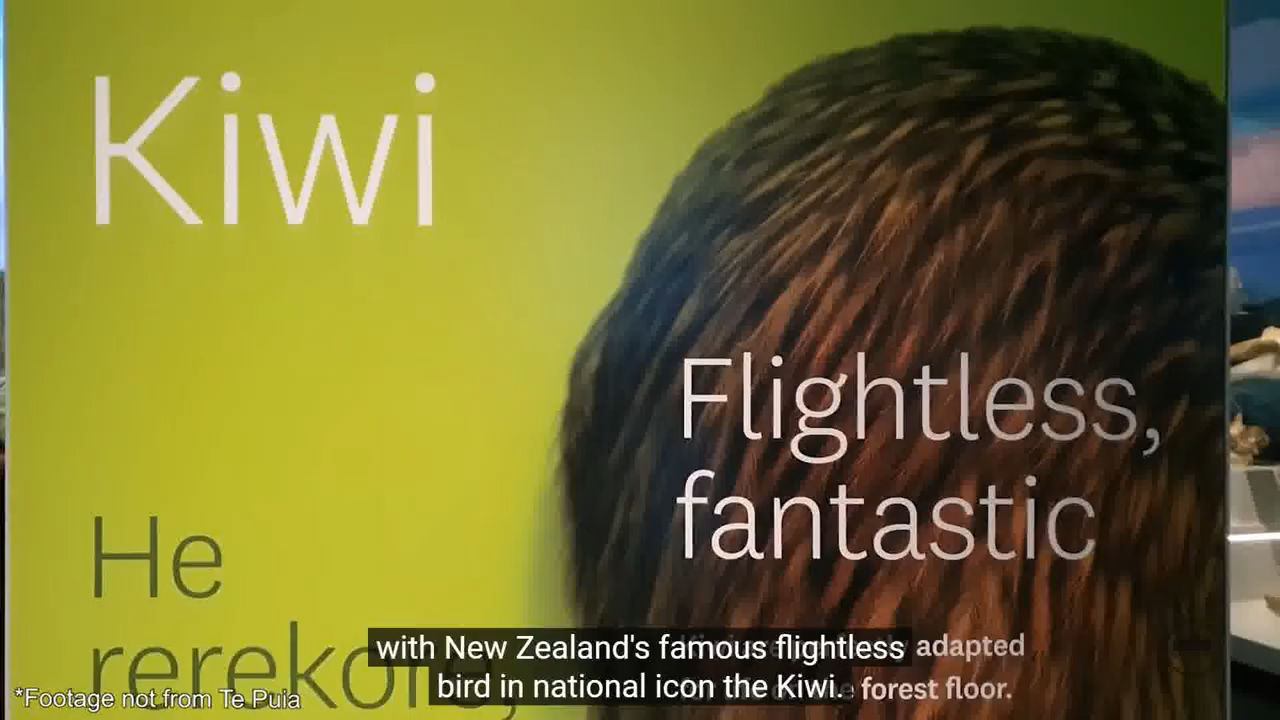 Kiwi
Flightless,
fantastic
He
rerekore,
adapted
forest floor.
with New Zealand's famous flightless
bird in national icon the Kiwi.
*Footage not from Te Puia